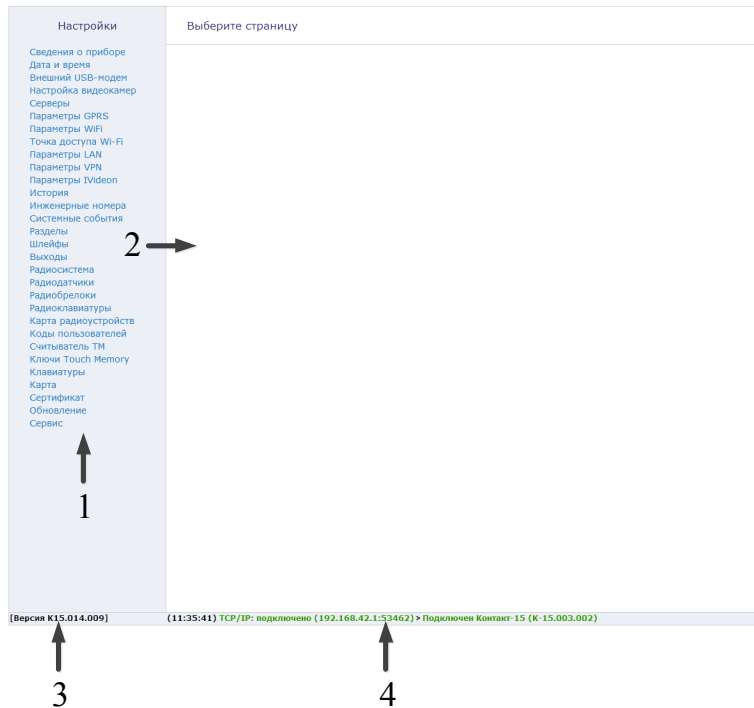 Настройки
Выберите страницу
Сведения о приборе
Дата и время
Внешний USB-модем
Настройка видеокамер
Серверы
Параметры GPRS
Параметры WiFi
Точка доступа Wi-Fi
Параметры LAN
Параметры VPN
Параметры IVideon
История
Инженерные номера
Системные события
Разделы
Шлейфы
Выходы
Радиосистема
Радиодатчики
Радиобрелоки
Радиоклавиатуры
Карта радиоустройств
Коды пользователей
Считыватель ТМ
Ключи Touch Memory
Клавиатуры
Карта
Сертификат
Обновление
Сервис
2
1
[Версия K15.014.009]
(11:35:41) TCP/IP: подключено (192.168.42.1:53462) > Подключен Контакт-15 (K-15.003.002)
3
4